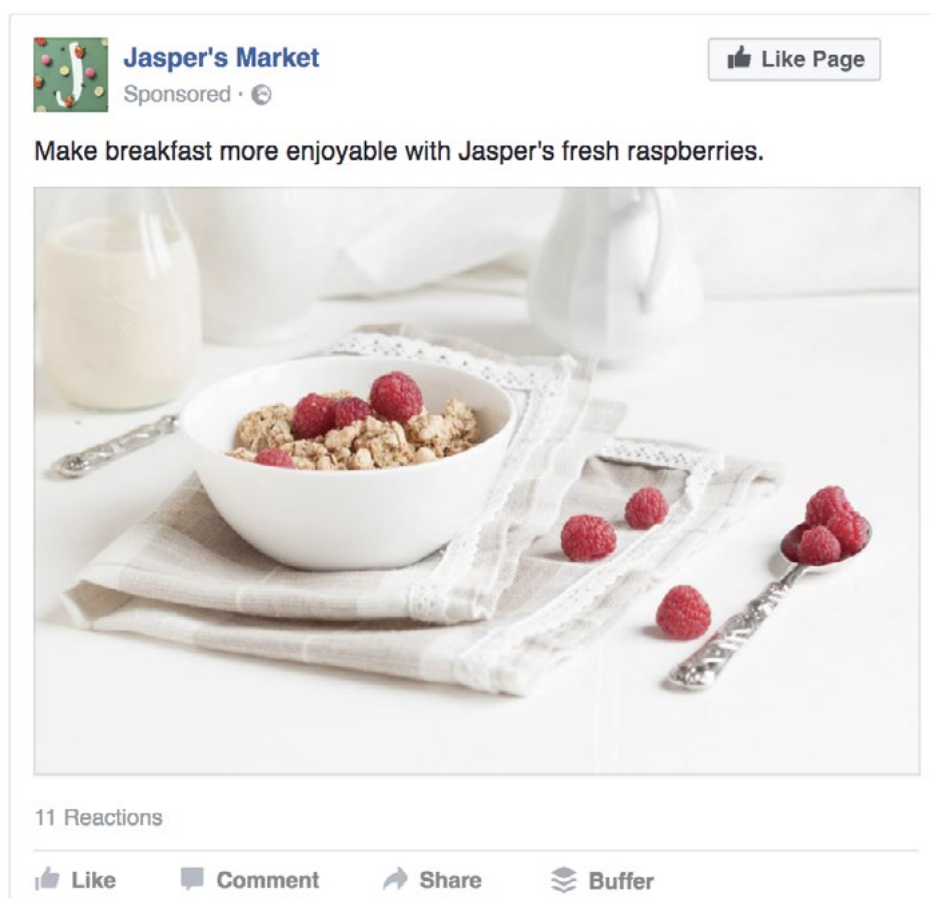 Jasper's Market
Like Page
Sponsored ·
Make breakfast more enjoyable with Jasper's fresh raspberries.
11 Reactions
Like Comment Share Buffer